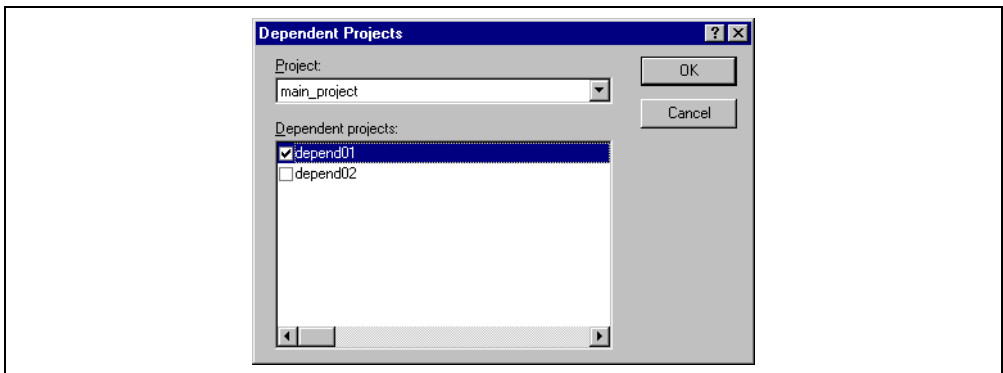 Dependent Projects
Project:
OK
main_project
Cancel
Dependent projects:
depend01
depend02